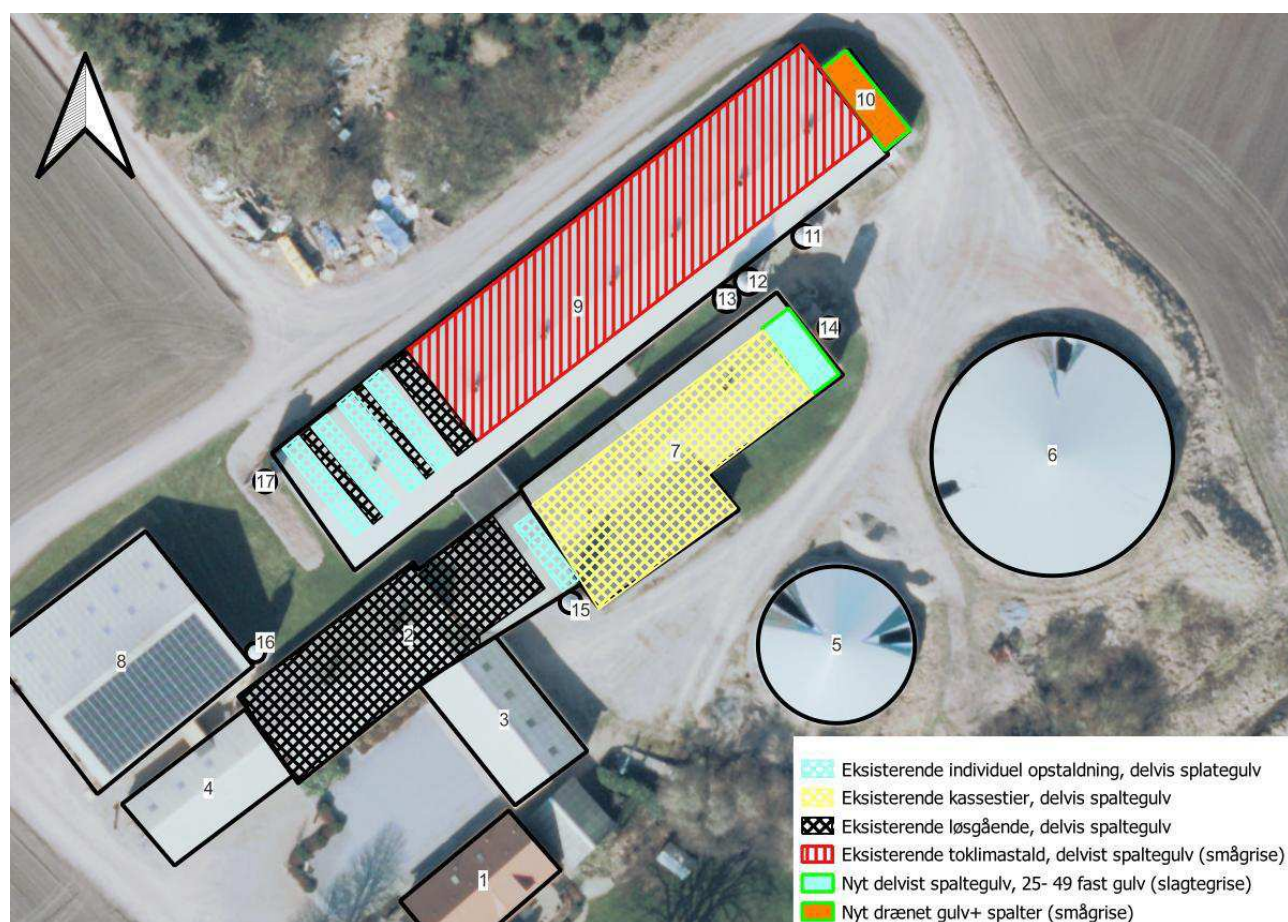 10
11
9
12
13
14
7
6
17
15
2
16
5
8
3
4
1
Eksisterende individuel opstaldning, delvis splategulv
Eksisterende kassestier, delvis spaltegulv
Eksisterende løsgående, delvis spaltegulv
Eksisterende toklimastald, delvist spaltegulv (smågrise)
Nyt delvist spaltegulv, 25- 49 fast gulv (slagtegrise)
Nyt drænet gulv+ spalter (smågrise)